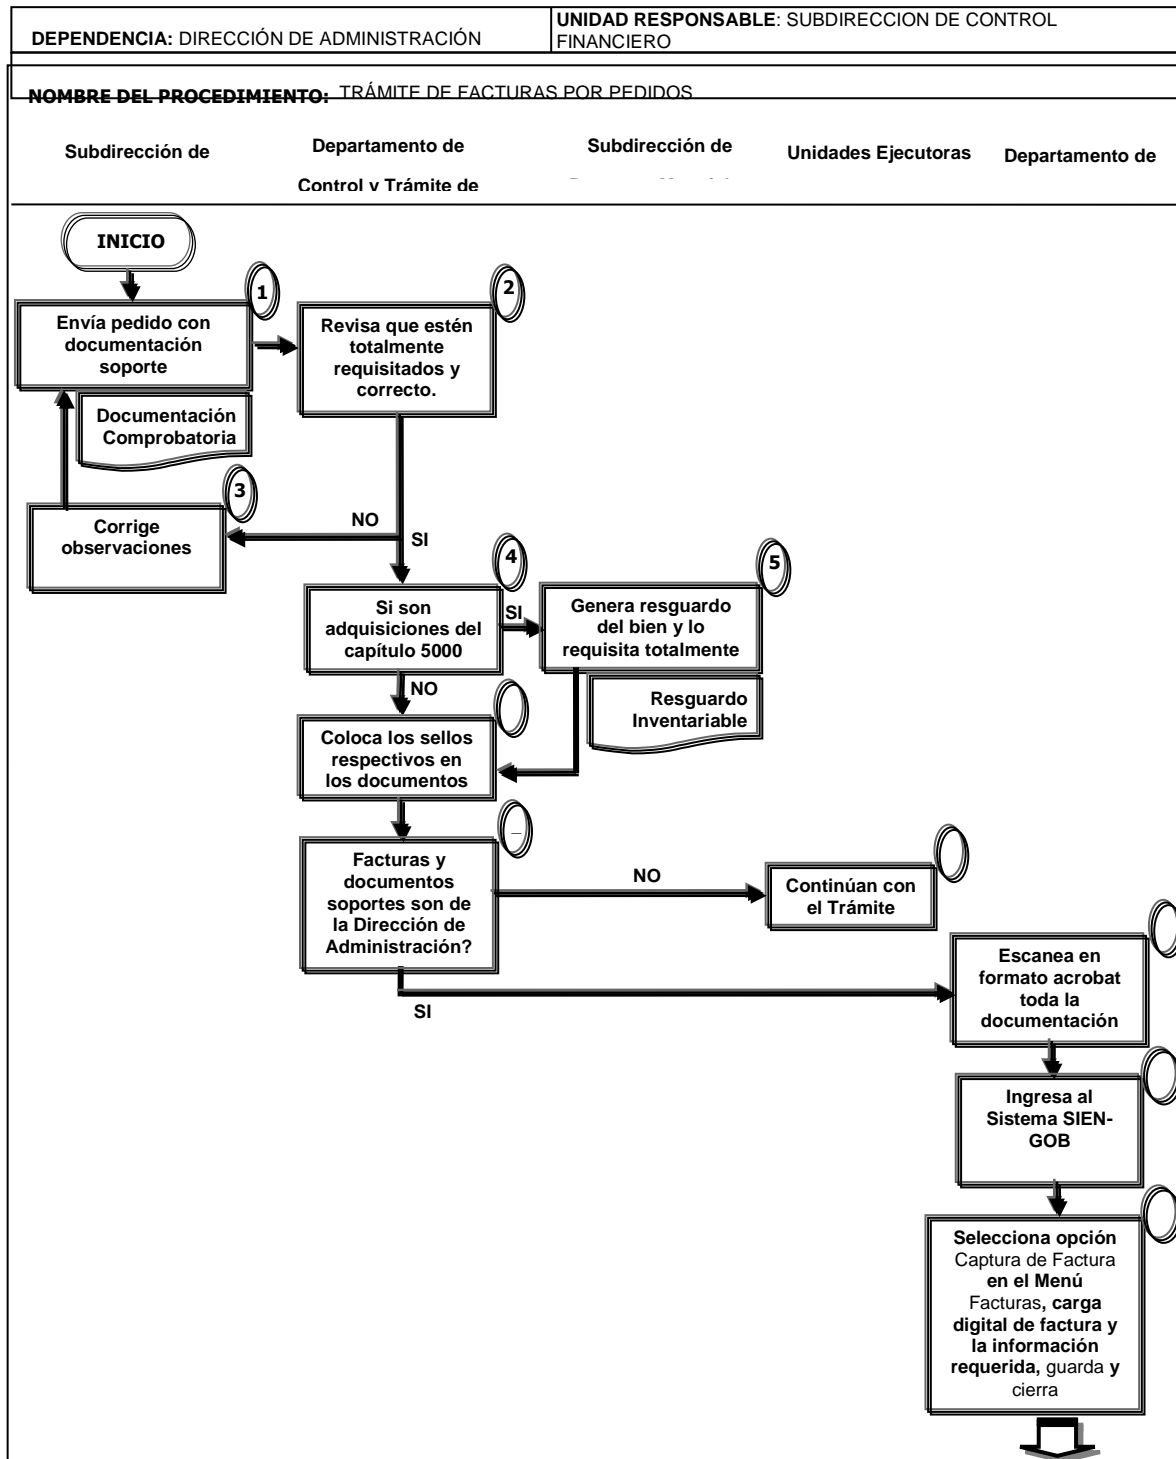 DEPENDENCIA: DIRECCIÓN DE ADMINISTRACIÓN
UNIDAD RESPONSABLE: SUBDIRECCION DE CONTROL
FINANCIERO
NOMBRE DEL PROCEDIMIENTO: TRÁMITE DE FACTURAS POR PEDIDOS
Subdirección de
Departamento de
Control y Trámite de
Subdirección de
Unidades Ejecutoras
Departamento de
INICIO
1
Envía pedido con
documentación
soporte
2
Revisa que estén
totalmente
requisitados y
correcto.
Documentación
Comprobatoria
3
Corrige
observaciones
NO
SI
4
Si son
adquisiciones del
capítulo 5000
SI
5
Genera resguardo
del bien y lo
requisita totalmente
NO
Resguardo
Inventariable
Coloca los sellos
respectivos en
los documentos
_
Facturas y
documentos
soportes son de
la Dirección de
Administración?
NO
Continúan con
el Trámite
SI
Escanea en
formato acrobat
toda la
documentación
Ingresa al
Sistema SIEN-
GOB
Selecciona opción
Captura de Factura
en el Menú
Facturas, carga
digital de factura y
la información
requerida, guarda y
cierra